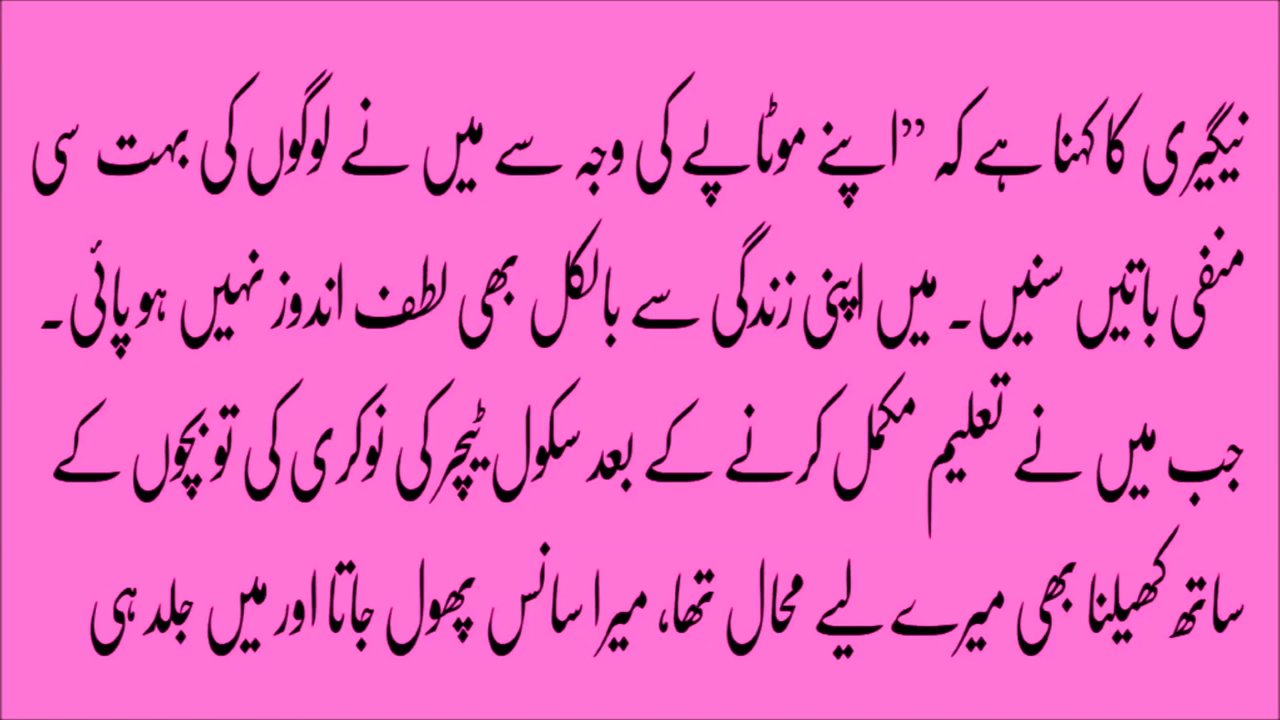 نیگیری کا کہنا ہے کہ ”اپنے موٹاپے کی وجہ سے میں نے لوگوں کی بہت سی
منفی باتیں سنیں۔ میں اپنی زندگی سے بالکل بھی لطف اندوز نہیں ہو پائی۔
جب میں نے تعلیم مکمل کرنے کے بعد سکول ٹیچر کی نوکری کی تو بچوں کے
ساتھ کھیلنا بھی میرے لیے محال تھا، میرا سانس پھول جاتا اور میں جلد ہی